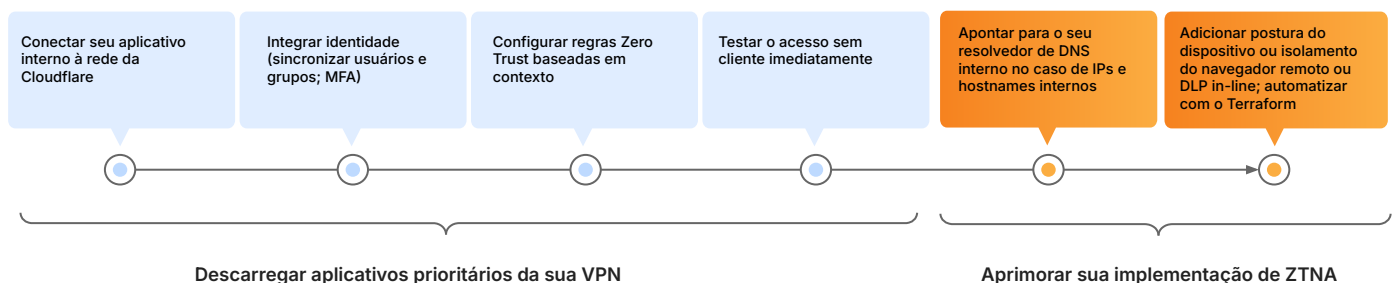 Conectar seu aplicativo
interno à rede da
Cloudflare
Integrar identidade
(sincronizar usuários e
grupos; MFA)
Configurar regras Zero
Trust baseadas em
contexto
Testar o acesso sem
cliente imediatamente
Apontar para o seu
resolvedor de DNS
interno no caso de IPs e
hostnames internos
Adicionar postura do
dispositivo ou isolamento
do navegador remoto ou
DLP in-line; automatizar
com o Terraform
Descarregar aplicativos prioritários da sua VPN
Aprimorar sua implementação de ZTNA